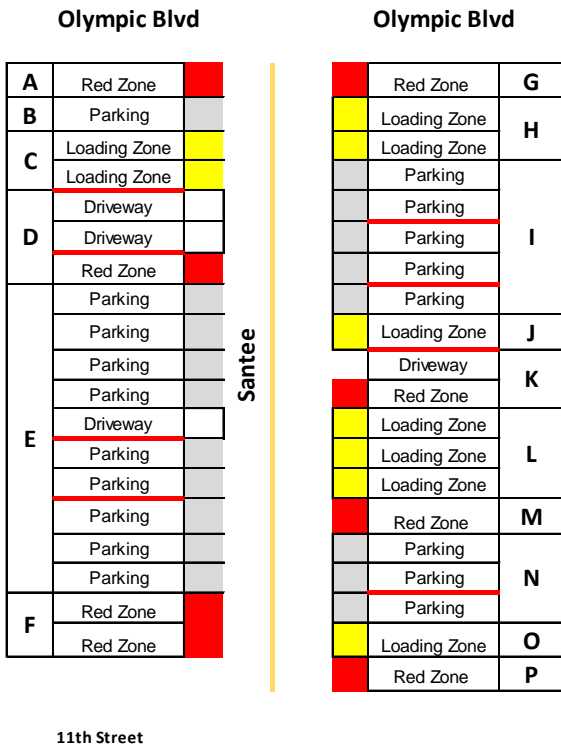 Olympic Blvd Olympic Blvd
A Red Zone
B Parking
C Loading Zone
Loading Zone
D Driveway
Driveway
Red Zone
E Parking
Parking
Parking
Parking
Driveway
Parking
Parking
Parking
Parking
Parking
F Red Zone
Red Zone
Santee
Red Zone G
Loading Zone H
Loading Zone
Parking I
Parking
Parking
Parking
Parking
Loading Zone J
Driveway K
Red Zone
Loading Zone L
Loading Zone
Loading Zone
Red Zone M
Parking N
Parking
Parking
Loading Zone O
Red Zone P
11th Street